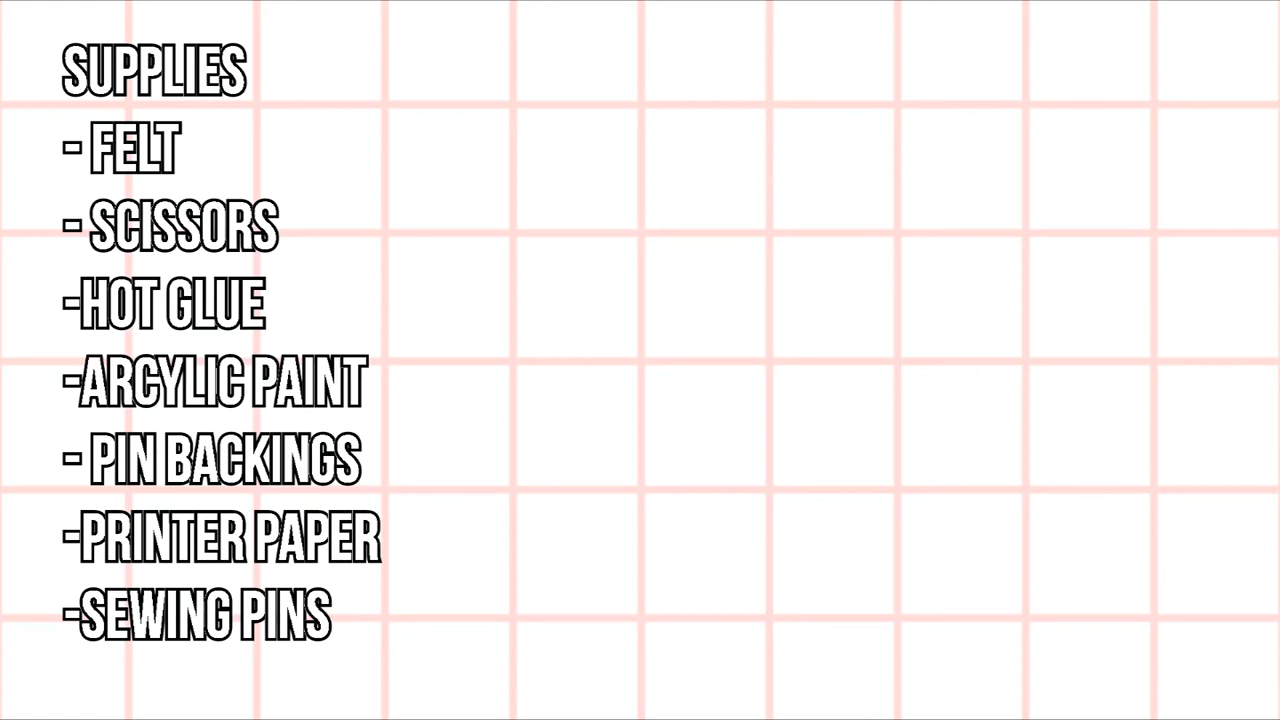 SUPPLIES
- FELT
- SCISSORS
-HOT GLUE
-ARCYLIC PAINT
- PIN BACKINGS
-PRINTER PAPER
-SEWING PINS